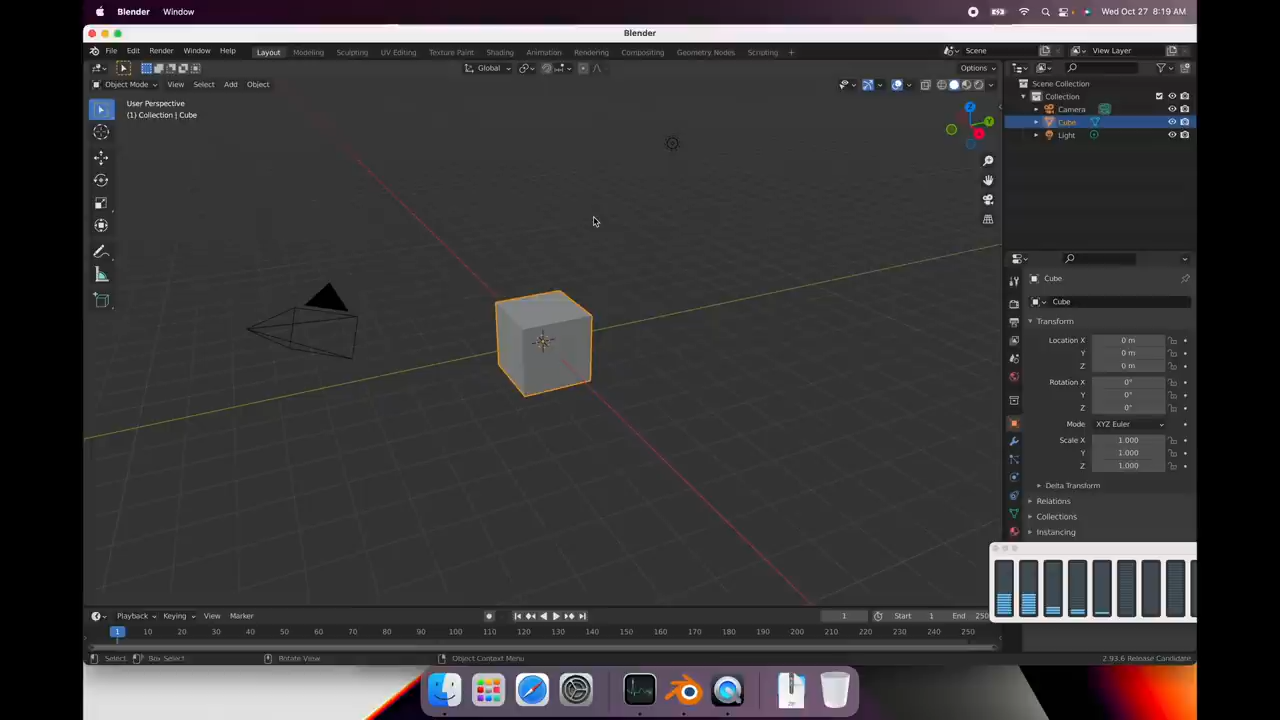 Blender Window Wed Oct 27 8:19 AM
Blender
File Edit Render Window Help Layout Modeling Sculpting UV Editing Texture Paint Shading Animation Rendering Compositing Geometry Nodes Scripting + Scene View Layer
Global Options
Object Mode View Select Add Object
User Perspective
(1) Collection | Cube
Z
Y
X
Scene Collection
Collection
Camera
Cube
Light
Cube
Cube
Transform
Location X 0 m
Y 0 m
Z 0 m
Rotation X 0°
Y 0°
Z 0°
Mode XYZ Euler
Scale X 1.000
Y 1.000
Z 1.000
Delta Transform
Relations
Collections
Instancing
Playback Keying View Marker 1 Start 1 End 250
1 10 20 30 40 50 60 70 80 90 100 110 120 130 140 150 160 170 180 190 200 210 220 230 240 250
Select Box Select Rotate View Object Context Menu 2.93.6 Release Candidate
ZIP